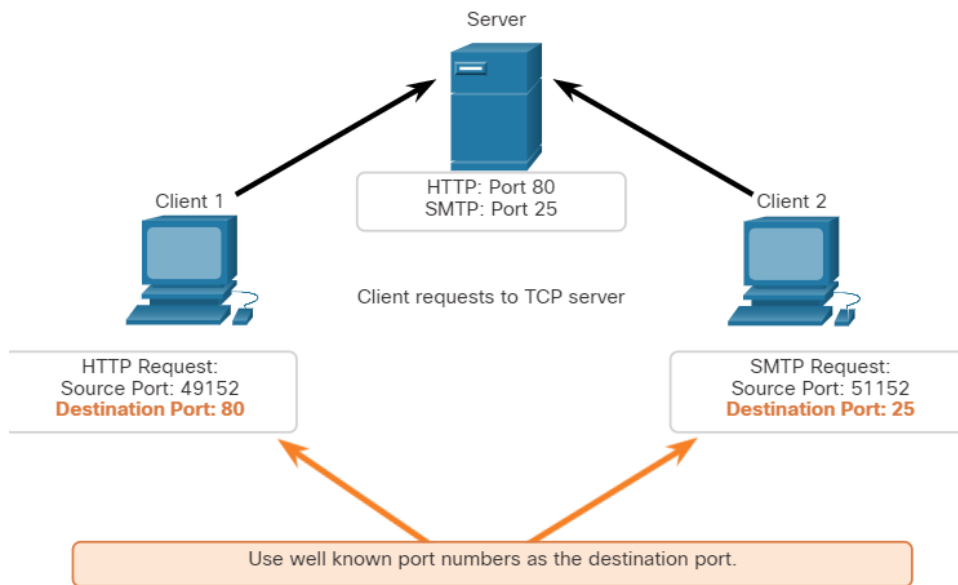 Server
HTTP: Port 80
SMTP: Port 25
Client 1
Client 2
Client requests to TCP server
HTTP Request:
Source Port: 49152
Destination Port: 80
SMTP Request:
Source Port: 51152
Destination Port: 25
Use well known port numbers as the destination port.